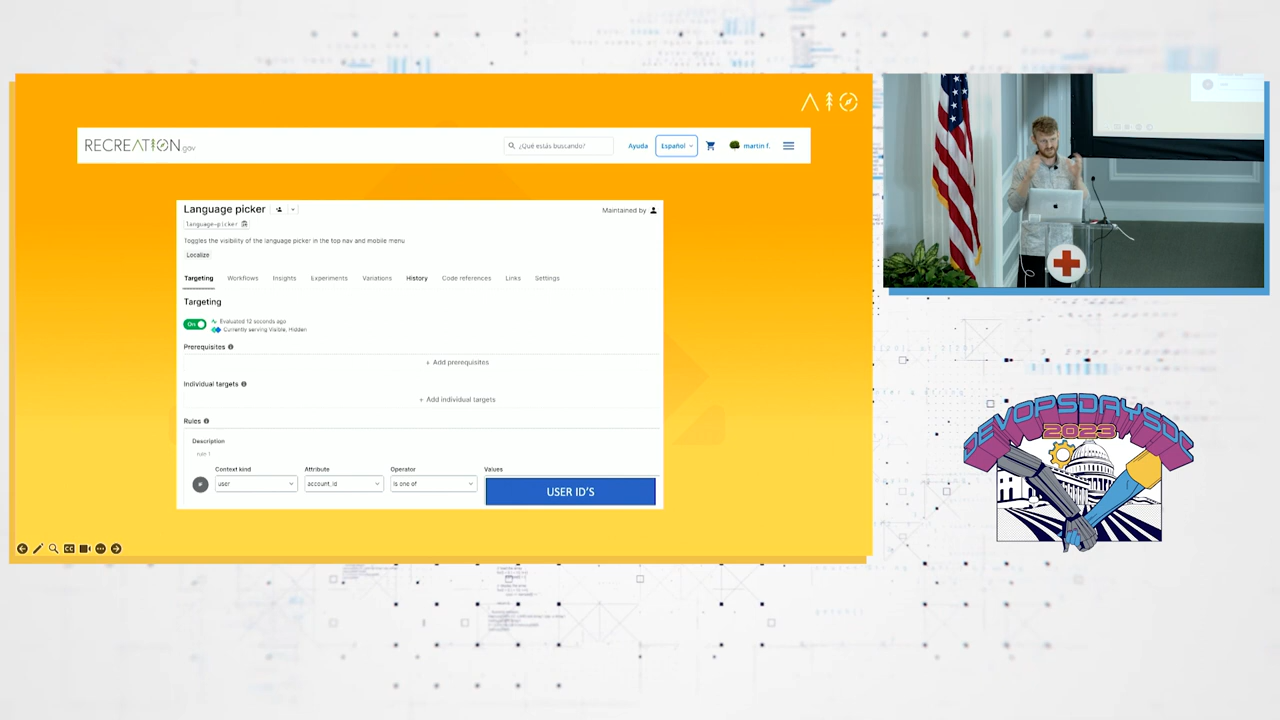 RECREATION.gov
¿Qué estás buscando?
Ayuda
Español
martin f.
Language picker
Maintained by
language-picker
Toggles the visibility of the language picker in the top nav and mobile menu
Localize
Targeting Workflows Insights Experiments Variations History Code references Links Settings
Targeting
On
Evaluated 12 seconds ago
Currently serving Visible, Hidden
Prerequisites
+ Add prerequisites
Individual targets
+ Add individual targets
Rules
Description
rule 1
Context kind Attribute Operator Values
user account_id Is one of USER ID'S
CC
DEVOPSDAYSDC
2023